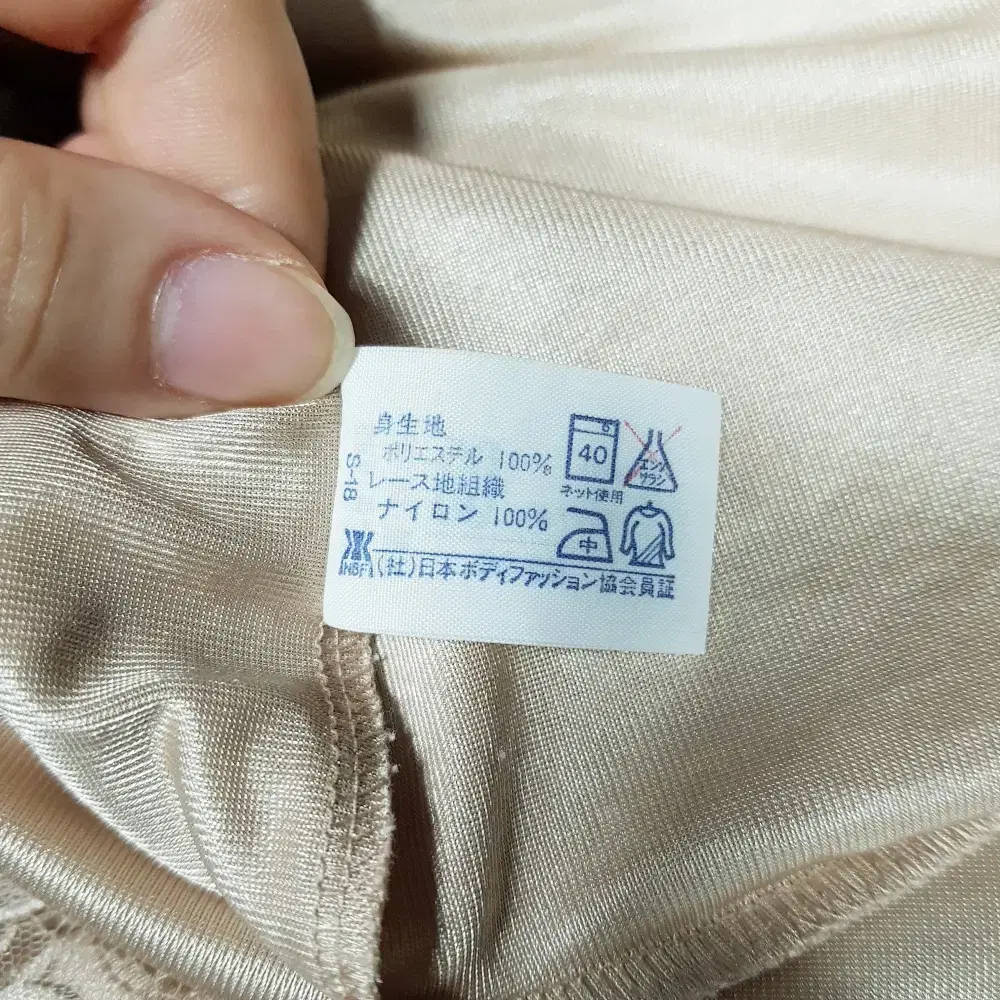 身生地
ポリエステル 100%
レース地組織
ナイロン 100%
S-18
40
ネット使用
エンソ
サラシ
中
NBF
(社)日本ボディファッション協会員証